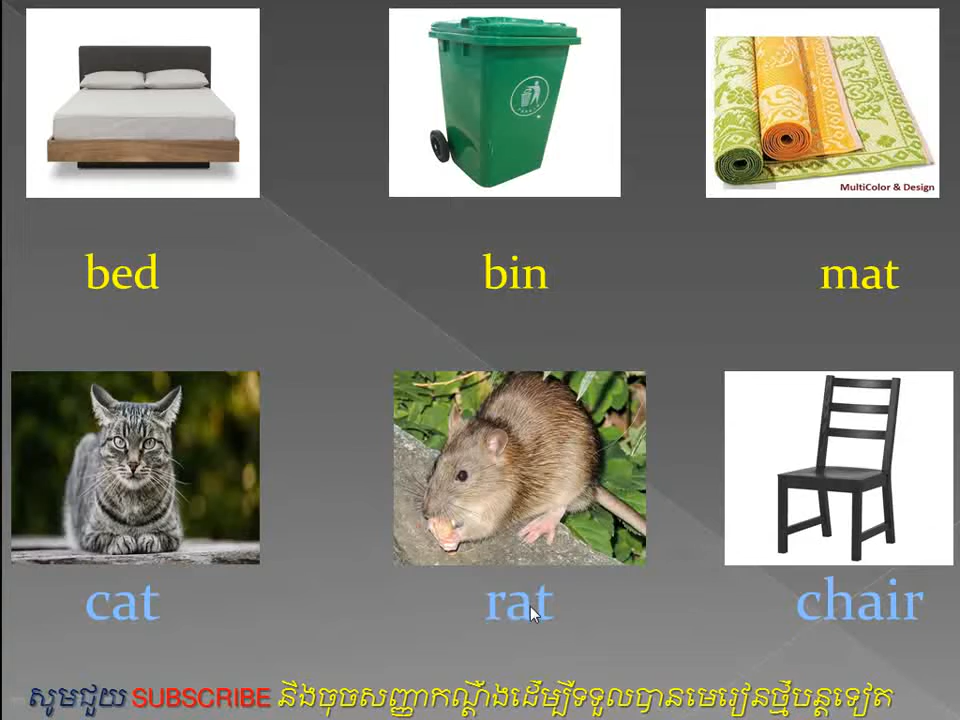 MultiColor & Design
bed
bin
mat
cat
rat
chair
សូមជួយ SUBSCRIBE នឹងចុចសញ្ញាកណ្ដឹងដើម្បីទទួលបានមេរៀនថ្មីបន្តទៀត